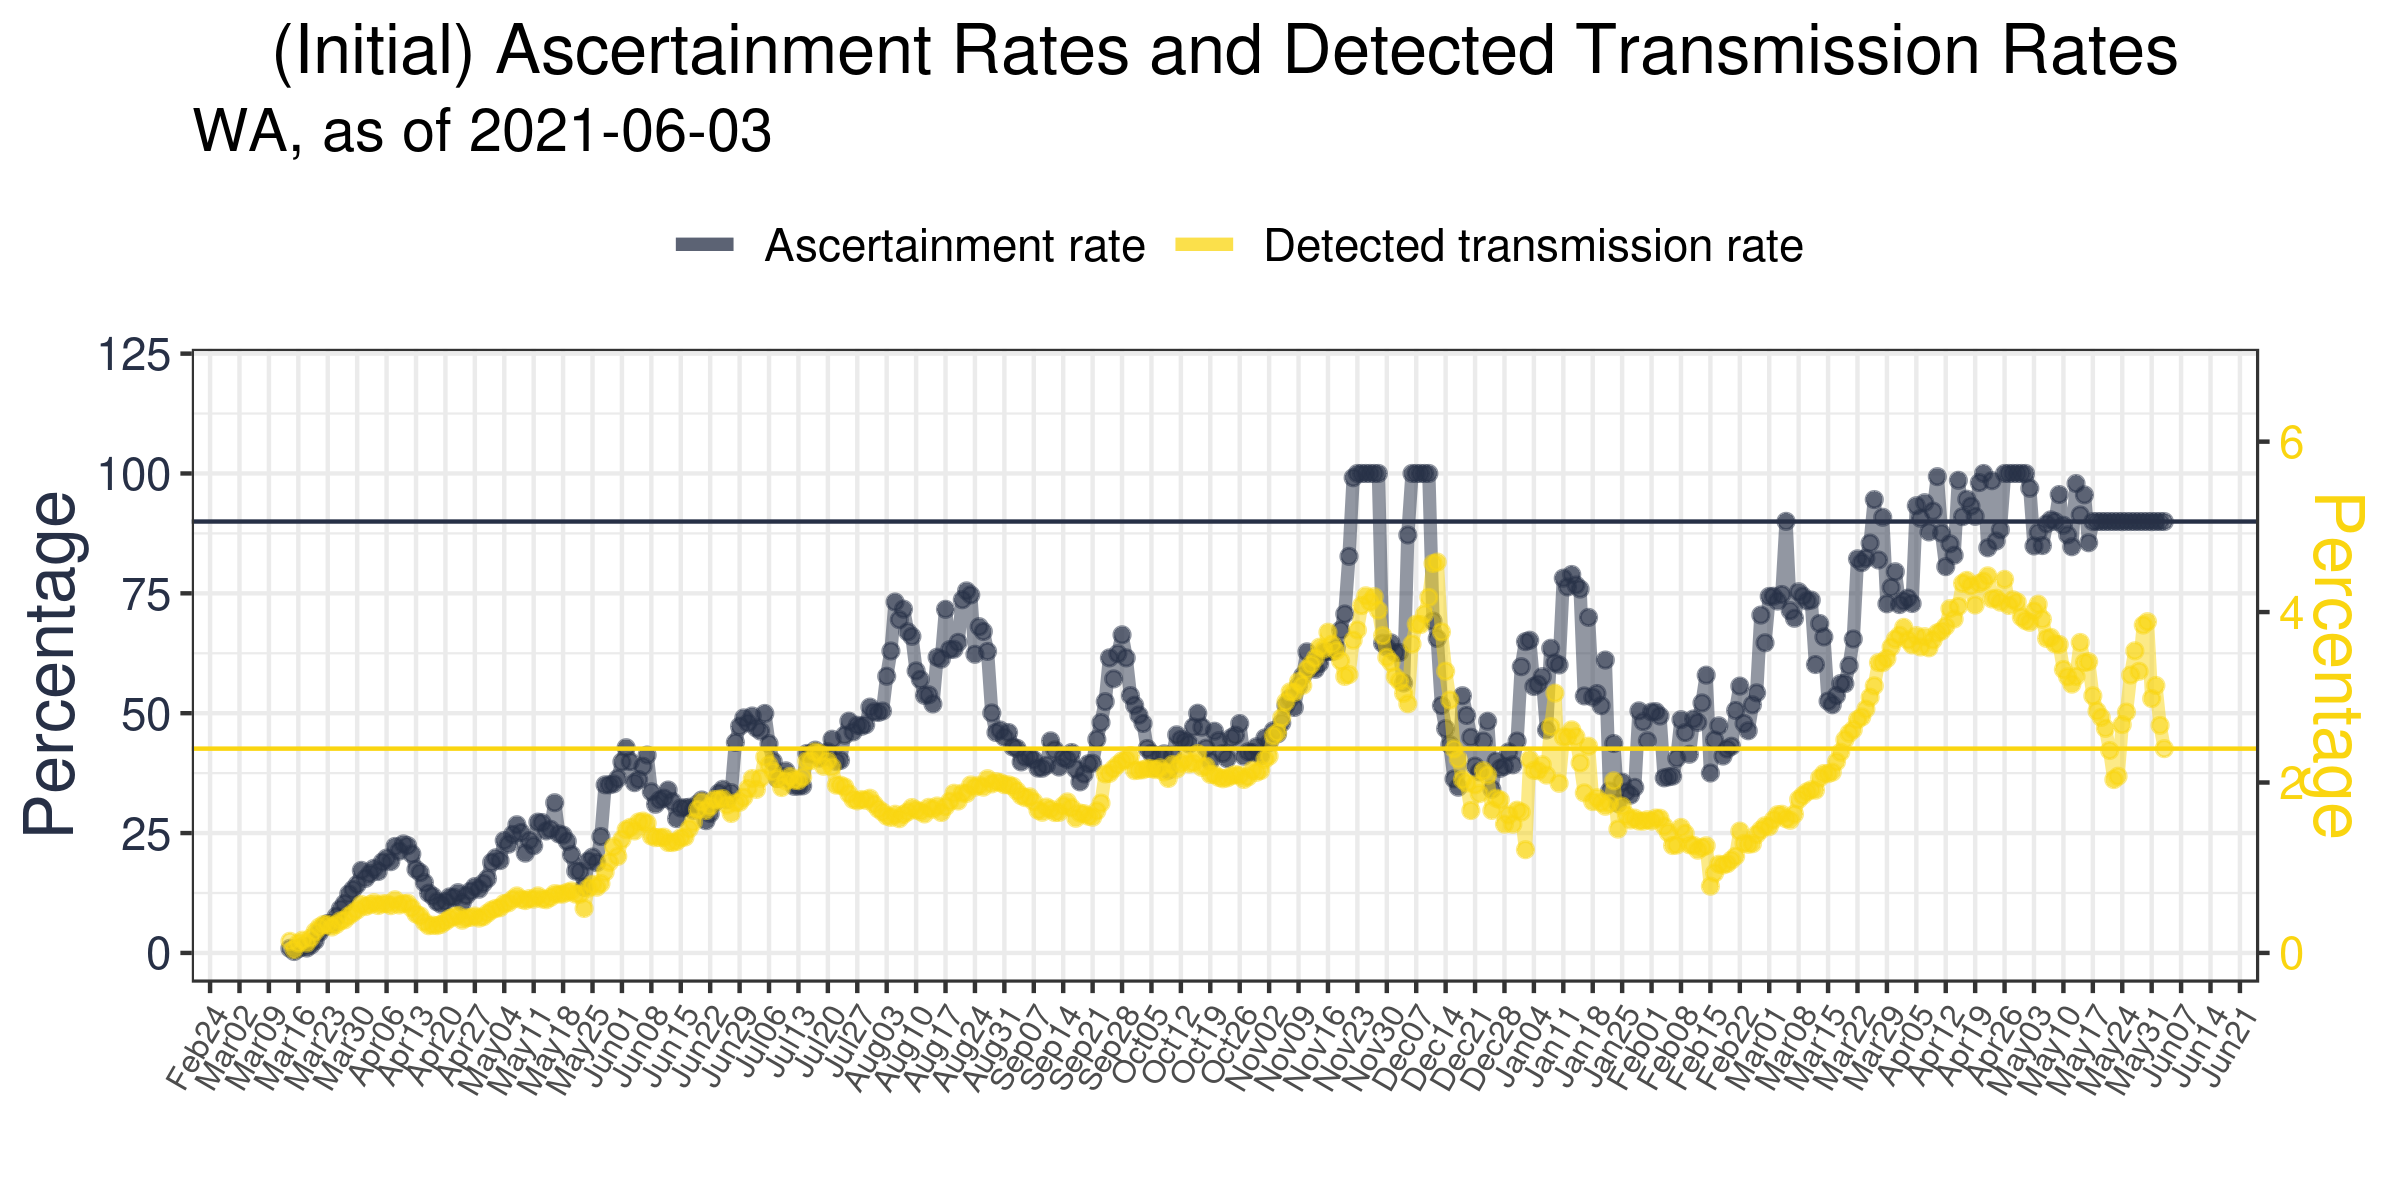 (Initial) Ascertainment Rates and Detected Transmission Rates
WA, as of 2021-06-03
Ascertainment rate Detected transmission rate
125
100
75
50
25
0
Percentage
6
4
2
0
Percentage
Feb24 Mar02 Mar09 Mar16 Mar23 Mar30 Apr06 Apr13 Apr20 Apr27 May04 May11 May18 May25 Jun01 Jun08 Jun15 Jun22 Jun29 Jul06 Jul13 Jul20 Jul27 Aug03 Aug10 Aug17 Aug24 Aug31 Sep07 Sep14 Sep21 Sep28 Oct05 Oct12 Oct19 Oct26 Nov02 Nov09 Nov16 Nov23 Nov30 Dec07 Dec14 Dec21 Dec28 Jan04 Jan11 Jan18 Jan25 Feb01 Feb08 Feb15 Feb22 Mar01 Mar08 Mar15 Mar22 Mar29 Apr05 Apr12 Apr19 Apr26 May03 May10 May17 May24 May31 Jun07 Jun14 Jun21